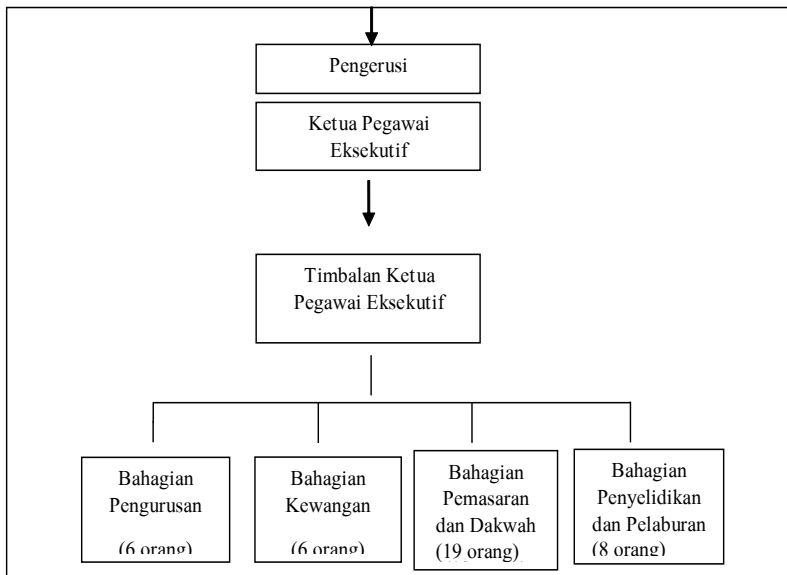 Pengerusi
Ketua Pegawai
Eksekutif
Timbalan Ketua
Pegawai Eksekutif
Bahagian
Pengurusan
(6 orang)
Bahagian
Kewangan
(6 orang)
Bahagian
Pemasaran
dan Dakwah
(19 orang)
Bahagian
Penyelidikan
dan Pelaburan
(8 orang)